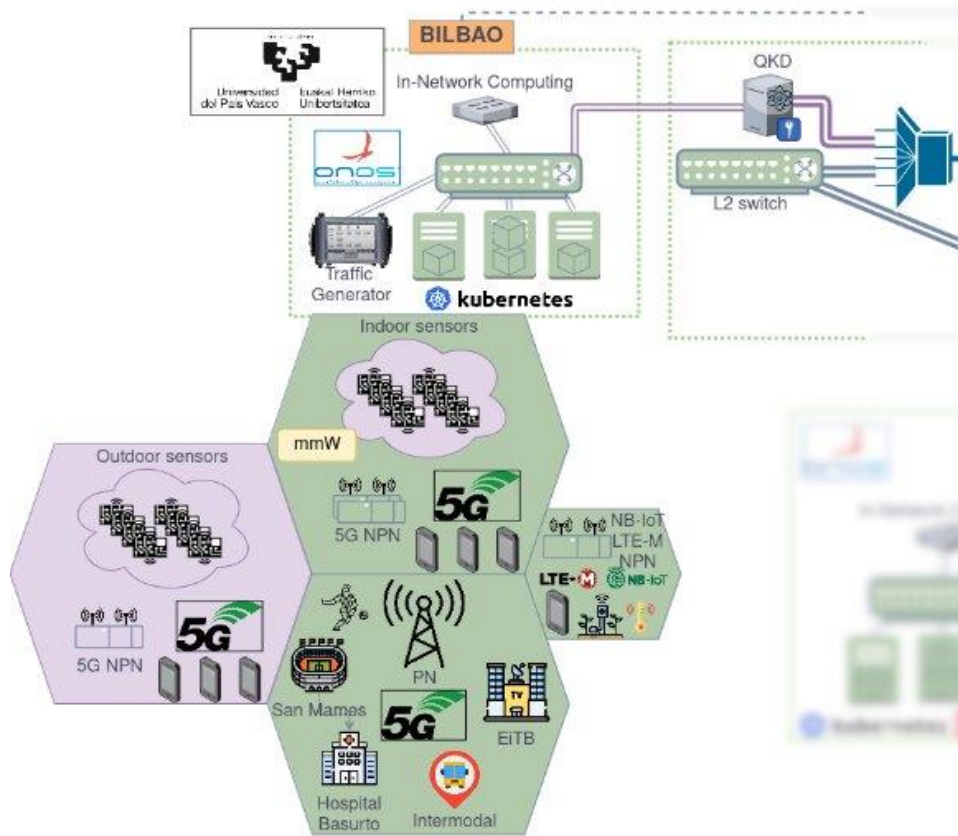 BILBAO
Universidad
del País Vasco
Euskal Herriko
Unibertsitatea
In-Network Computing
QKD
onos
L2 switch
Traffic
Generator
kubernetes
Indoor sensors
mmW
Outdoor sensors
5G
5G NPN
NB-IoT
LTE-M
NPN
LTE-M
NB-IoT
5G
5G NPN
PN
TV
San Mames
5G
EiTB
Hospital
Basurto
Intermodal
kubernetes